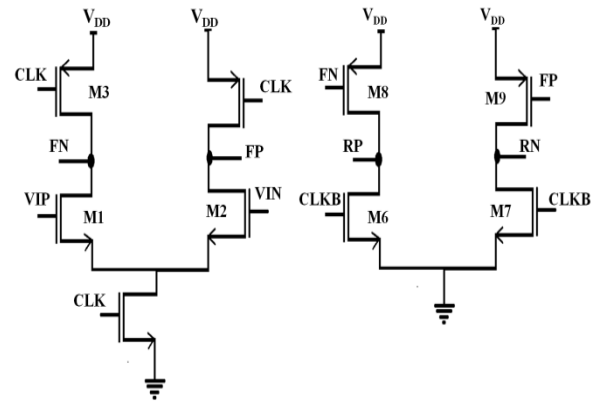 VDD VDD VDD VDD
CLK M3 CLK FN M8 M9 FP
FN FP RP RN
VIP M1 M2 VIN CLKB M6 M7 CLKB
CLK